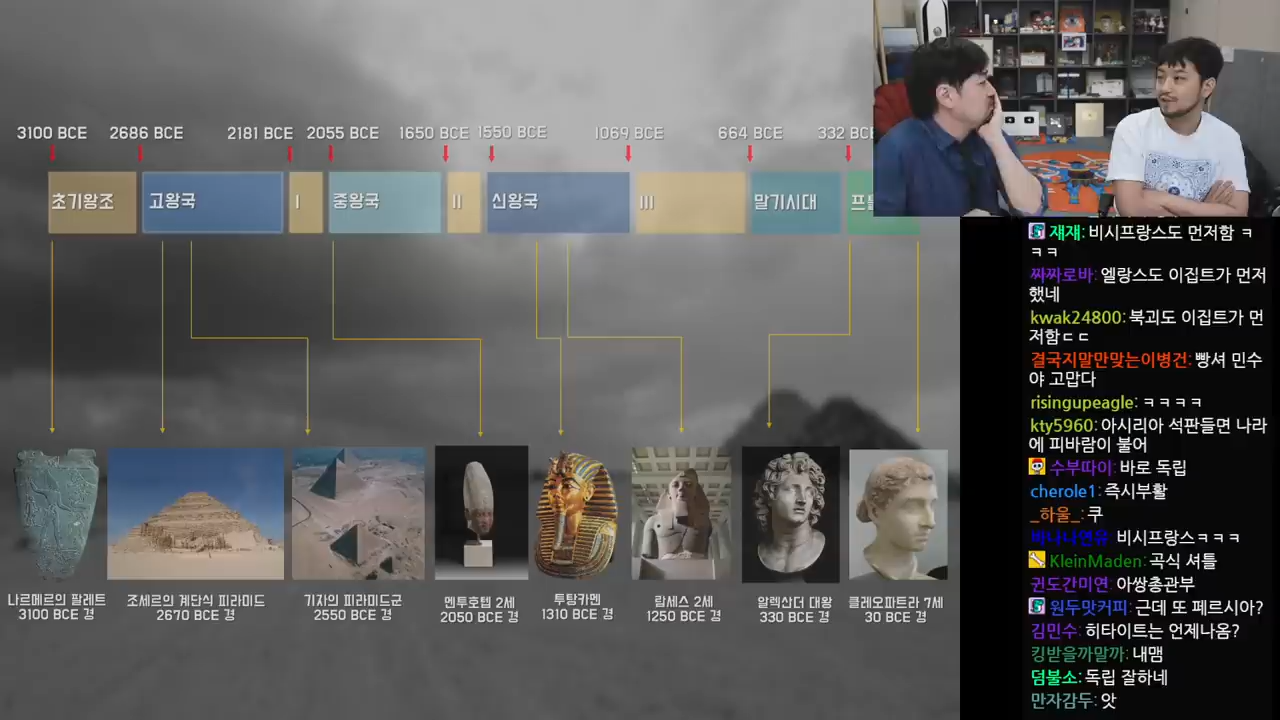 3100 BCE
2686 BCE
2181 BCE
2055 BCE
1650 BCE
1550 BCE
1069 BCE
664 BCE
332 BCE
초기왕조
고왕국
I
중왕국
II
신왕국
III
말기시대
나르메르의 팔레트
3100 BCE 경
조세르의 계단식 피라미드
2670 BCE 경
기자의 피라미드군
2550 BCE 경
멘투호텝 2세
2050 BCE 경
투탕카멘
1310 BCE 경
람세스 2세
1250 BCE 경
알렉산더 대왕
330 BCE 경
클레오파트라 7세
30 BCE 경
재재: 비시프랑스도 먼저함 ㅋ
ㅋㅋ
짜짜로바: 엘랑스도 이집트가 먼저
했네
kwak24800: 북괴도 이집트가 먼
저함ㄷㄷ
결국지말만맞는이병건: 빵셔 민수
야 고맙다
risingupeagle: ㅋㅋㅋㅋ
kty5960: 아시리아 석판들면 나라
에 피바람이 불어
수부따이: 바로 독립
cherole1: 즉시부활
_하울_: 쿠
바나나연유: 비시프랑스ㅋㅋㅋ
KleinMaden: 곡식 셔틀
귄도간미연: 아쌍총관부
원두맛커피: 근데 또 페르시아?
김민수: 히타이트는 언제나옴?
킹받을까말까: 내맴
덤불소: 독립 잘하네
만자감두: 앗